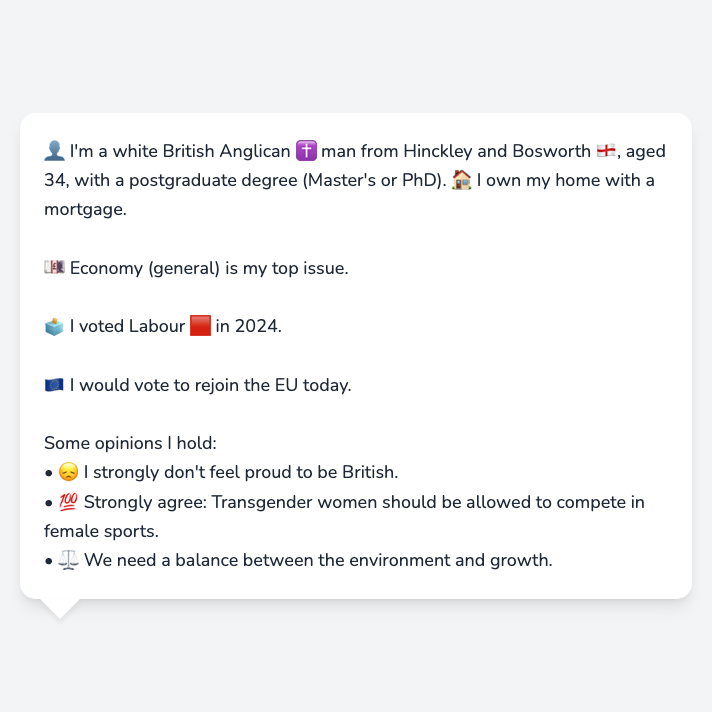 👤 I'm a white British Anglican ✝️ man from Hinckley and Bosworth 🏴󠁧󠁢󠁥󠁮󠁧󠁿, aged
34, with a postgraduate degree (Master's or PhD). 🏠 I own my home with a
mortgage.
💷 Economy (general) is my top issue.
🗳️ I voted Labour 🟥 in 2024.
🇪🇺 I would vote to rejoin the EU today.
Some opinions I hold:
• 😞 I strongly don't feel proud to be British.
• 💯 Strongly agree: Transgender women should be allowed to compete in
female sports.
• ⚖️ We need a balance between the environment and growth.